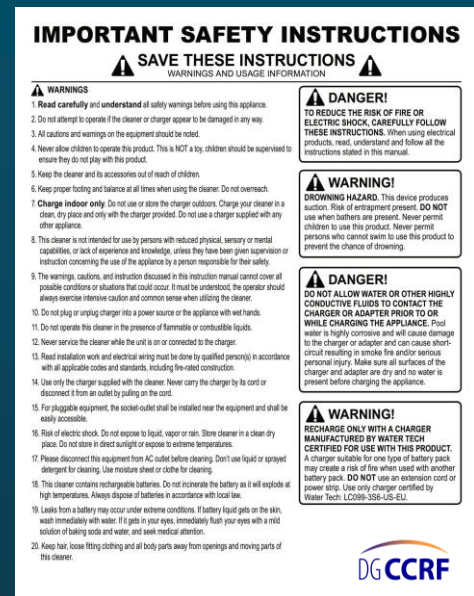 IMPORTANT SAFETY INSTRUCTIONS
SAVE THESE INSTRUCTIONS
WARNINGS AND USAGE INFORMATION
WARNINGS
1. Read carefully and understand all safety warnings before using this appliance.
2. Do not attempt to operate if the cleaner or charger appear to be damaged in any way.
3. All cautions and warnings on the equipment should be noted.
4. Never allow children to operate this product. This is NOT a toy, children should be supervised to
ensure they do not play with this product.
5. Keep the cleaner and its accessories out of reach of children.
6. Keep proper footing and balance at all times when using the cleaner. Do not overreach.
7. Charge indoor only. Do not use or store the charger outdoors. Charge your cleaner in a
clean, dry place and only with the charger provided. Do not use a charger supplied with any
other appliance.
8. This cleaner is not intended for use by persons with reduced physical, sensory or mental
capabilities, or lack of experience and knowledge, unless they have been given supervision or
instruction concerning the use of the appliance by a person responsible for their safety.
9. The warnings, cautions, and instruction discussed in this instruction manual cannot cover all
possible conditions or situations that could occur. It must be understood, the operator should
always exercise intensive caution and common sense when utilizing the cleaner.
10. Do not plug or unplug charger into a power source or the appliance with wet hands.
11. Do not operate this cleaner in the presence of flammable or combustible liquids.
12. Never service the cleaner while the unit is on or connected to the charger.
13. Read installation work and electrical wiring must be done by qualified person(s) in accordance
with all applicable codes and standards, including fire-rated construction.
14. Use only the charger supplied with the cleaner. Never carry the charger by its cord or
disconnect it from an outlet by pulling on the cord.
15. For pluggable equipment, the socket-outlet shall be installed near the equipment and shall be
easily accessible.
16. Risk of electric shock. Do not expose to liquid, vapor or rain. Store cleaner in a clean dry
place. Do not store in direct sunlight or expose to extreme temperatures.
17. Please disconnect this equipment from AC outlet before cleaning. Don't use liquid or sprayed
detergent for cleaning. Use moisture sheet or clothe for cleaning.
18. This cleaner contains rechargeable batteries. Do not incinerate the battery as it will explode at
high temperatures. Always dispose of batteries in accordance with local law.
19. Leaks from a battery may occur under extreme conditions. If battery liquid gets on the skin,
wash immediately with water. If it gets in your eyes, immediately flush your eyes with a mild
solution of baking soda and water, and seek medical attention.
20. Keep hair, loose fitting clothing and all body parts away from openings and moving parts of
this cleaner.
DANGER!
TO REDUCE THE RISK OF FIRE OR
ELECTRIC SHOCK, CAREFULLY FOLLOW
THESE INSTRUCTIONS. When using electrical
products, read, understand and follow all the
instructions stated in this manual.
WARNING!
DROWNING HAZARD. This device produces
suction. Risk of entrapment present. DO NOT
use when bathers are present. Never permit
children to use this product. Never permit
persons who cannot swim to use this product to
prevent the chance of drowning.
DANGER!
DO NOT ALLOW WATER OR OTHER HIGHLY
CONDUCTIVE FLUIDS TO CONTACT THE
CHARGER OR ADAPTER PRIOR TO OR
WHILE CHARGING THE APPLIANCE. Pool
water is highly corrosive and will cause damage
to the charger or adapter and can cause short-
circuit resulting in smoke fire and/or serious
personal injury. Make sure all surfaces of the
charger and adapter are dry and no water is
present before charging the appliance.
WARNING!
RECHARGE ONLY WITH A CHARGER
MANUFACTURED BY WATER TECH
CERTIFIED FOR USE WITH THIS PRODUCT.
A charger suitable for one type of battery pack
may create a risk of fire when used with another
battery pack. DO NOT use an extension cord or
power strip. Use only charger certified by
Water Tech: LC099-3S6-US-EU.
DGCCRF